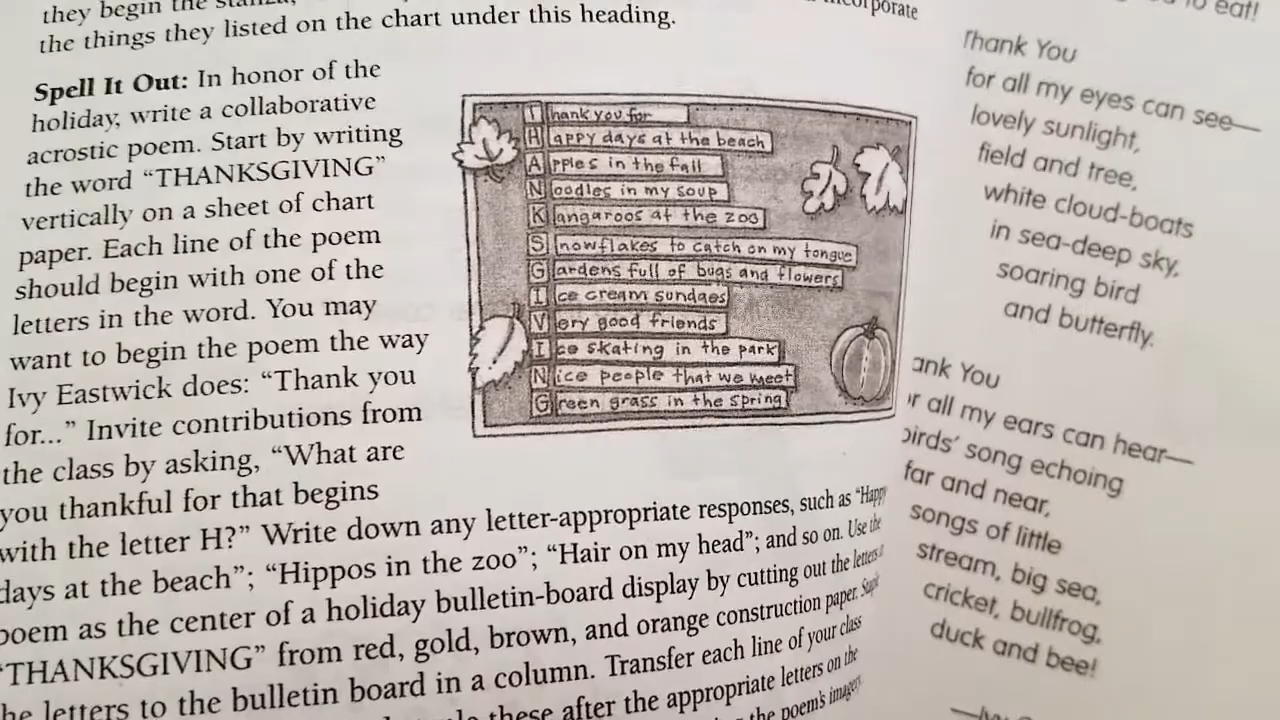 they begin the stanza,
the things they listed on the chart under this heading.
Spell It Out: In honor of the
holiday, write a collaborative
acrostic poem. Start by writing
the word “THANKSGIVING”
vertically on a sheet of chart
paper. Each line of the poem
should begin with one of the
letters in the word. You may
want to begin the poem the way
Ivy Eastwick does: “Thank you
for...” Invite contributions from
the class by asking, “What are
you thankful for that begins
with the letter H?” Write down any letter-appropriate responses, such as “Happy
days at the beach”; “Hippos in the zoo”; “Hair on my head”; and so on. Use the
poem as the center of a holiday bulletin-board display by cutting out the letters
“THANKSGIVING” from red, gold, brown, and orange construction paper.
the letters to the bulletin board in a column. Transfer each line of your class
these after the appropriate letters on the
the poem’s imagery
Thank you for
Happy days at the beach
Apples in the fall
Noodles in my soup
Kangaroos at the zoo
Snowflakes to catch on my tongue
Gardens full of bugs and flowers
Ice cream sundaes
Very good friends
Ice skating in the park
Nice people that we meet
Green grass in the spring
to eat!
Thank You
for all my eyes can see—
lovely sunlight,
field and tree,
white cloud-boats
in sea-deep sky,
soaring bird
and butterfly.
ank You
r all my ears can hear—
birds’ song echoing
far and near,
songs of little
stream, big sea,
cricket, bullfrog,
duck and bee!